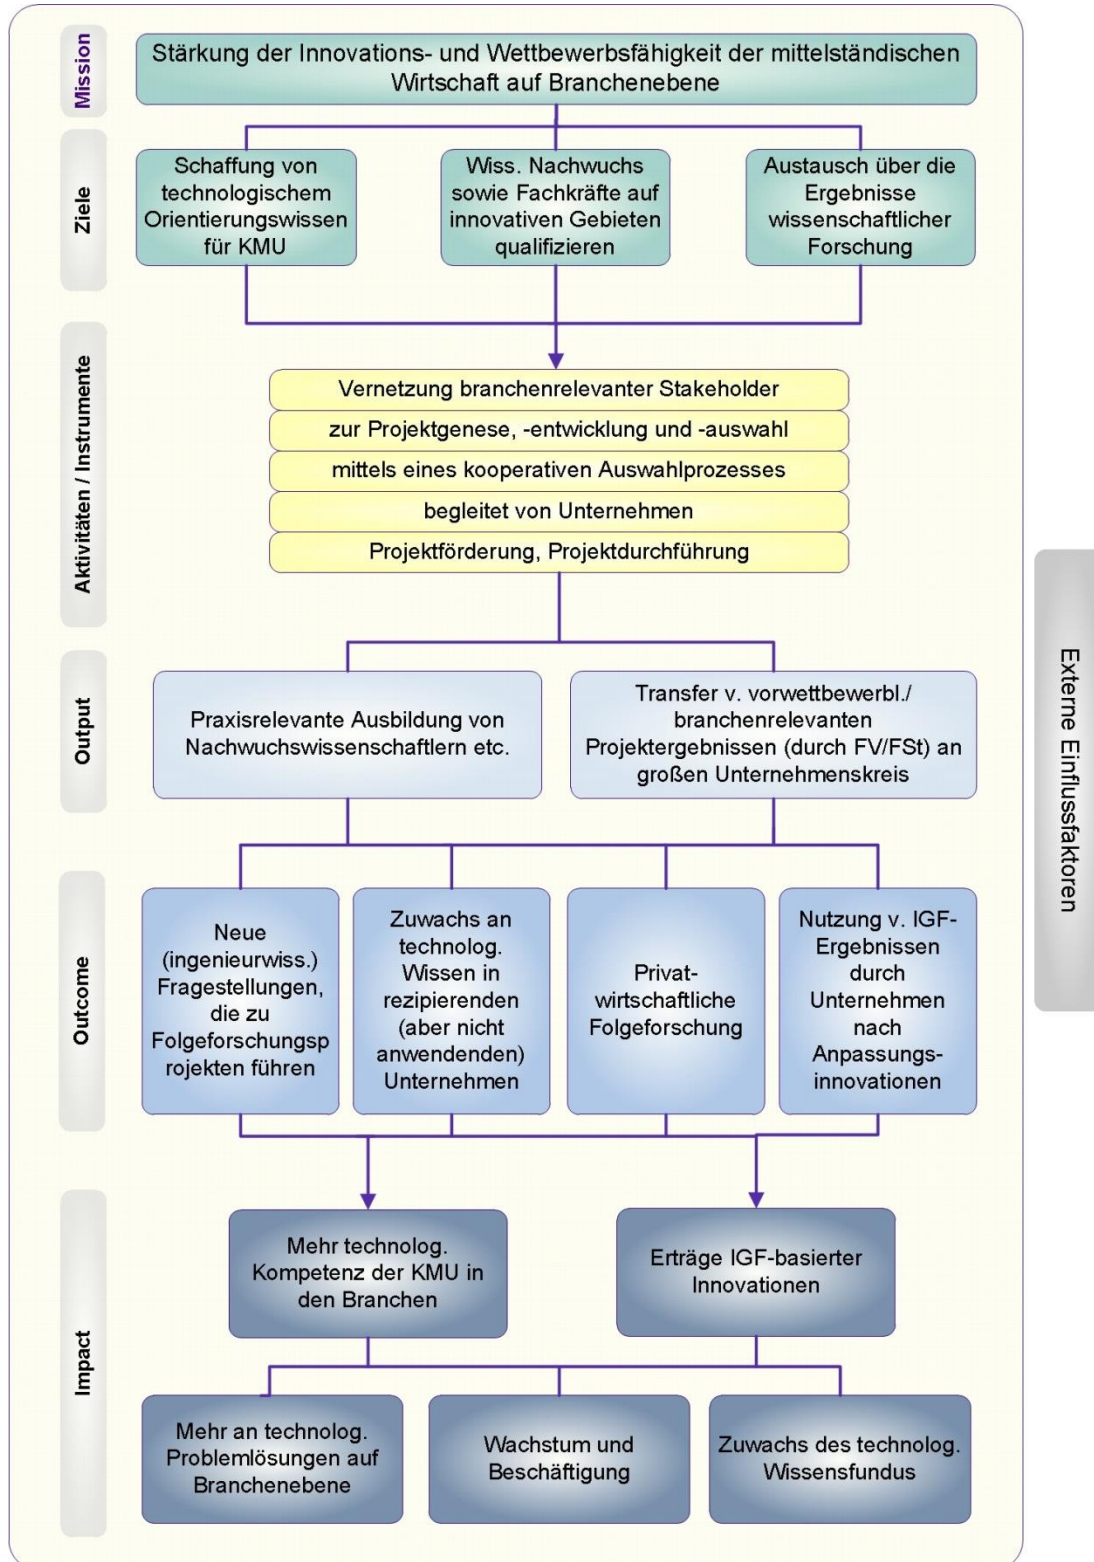 Mission
Stärkung der Innovations- und Wettbewerbsfähigkeit der mittelständischen
Wirtschaft auf Branchenebene
Ziele
Schaffung von
technologischem
Orientierungswissen
für KMU
Wiss. Nachwuchs
sowie Fachkräfte auf
innovativen Gebieten
qualifizieren
Austausch über die
Ergebnisse
wissenschaftlicher
Forschung
Aktivitäten / Instrumente
Vernetzung branchenrelevanter Stakeholder
zur Projektgenese, -entwicklung und -auswahl
mittels eines kooperativen Auswahlprozesses
begleitet von Unternehmen
Projektförderung, Projektdurchführung
Output
Praxisrelevante Ausbildung von
Nachwuchswissenschaftlern etc.
Transfer v. vorwettbewerbl./
branchenrelevanten
Projektergebnissen (durch FV/FSt) an
großen Unternehmenskreis
Outcome
Neue
(ingenieurwiss.)
Fragestellungen,
die zu
Folgeforschungsp
rojekten führen
Zuwachs an
technolog.
Wissen in
rezipierenden
(aber nicht
anwendenden)
Unternehmen
Privat-
wirtschaftliche
Folgeforschung
Nutzung v. IGF-
Ergebnissen
durch
Unternehmen
nach
Anpassungs-
innovationen
Impact
Mehr technolog.
Kompetenz der KMU in
den Branchen
Erträge IGF-basierter
Innovationen
Mehr an technolog.
Problemlösungen auf
Branchenebene
Wachstum und
Beschäftigung
Zuwachs des technolog.
Wissensfundus
Externe Einflussfaktoren